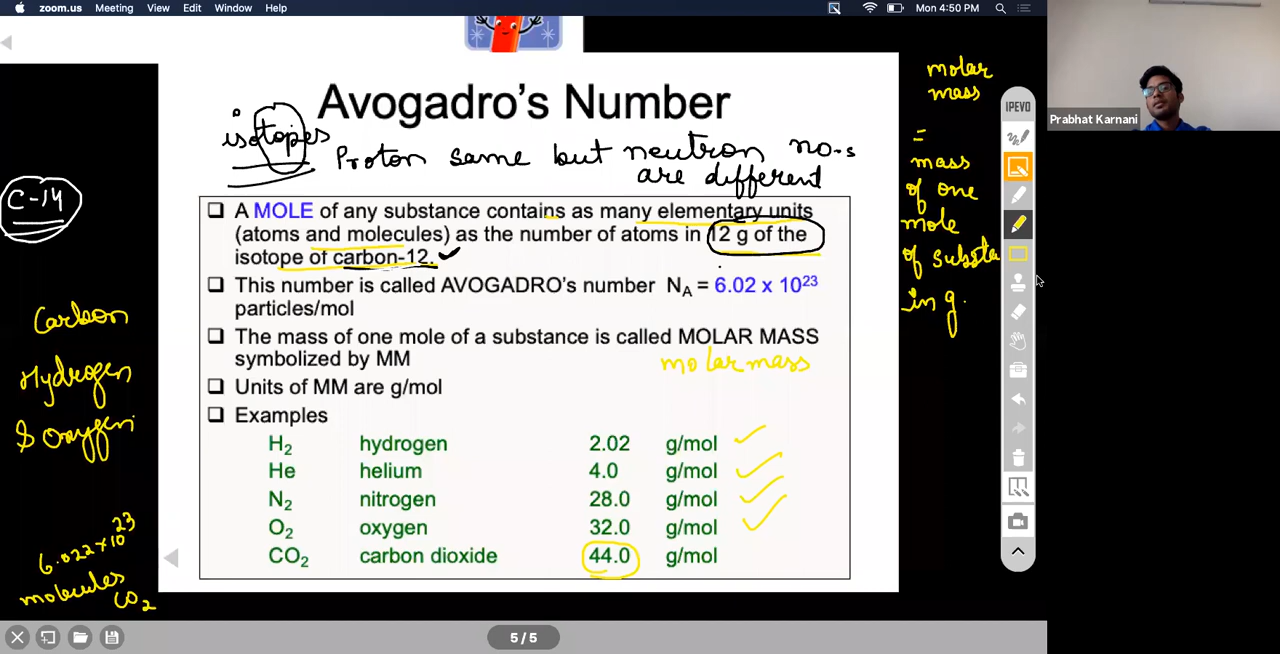 zoom.us Meeting View Edit Window Help Mon 4:50 PM
Prabhat Karnani
IPEVO
Avogadro's Number
isotopes
Proton same but neutron no.s
are different
C-14
❑ A MOLE of any substance contains as many elementary units
(atoms and molecules) as the number of atoms in 12 g of the
isotope of carbon-12.
❑ This number is called AVOGADRO's number N_A = 6.02 x 10^23
particles/mol
❑ The mass of one mole of a substance is called MOLAR MASS
symbolized by MM
molar mass
❑ Units of MM are g/mol
❑ Examples
H₂ hydrogen 2.02 g/mol
He helium 4.0 g/mol
N₂ nitrogen 28.0 g/mol
O₂ oxygen 32.0 g/mol
CO₂ carbon dioxide 44.0 g/mol
Carbon
Hydrogen
& Oxygen
6.022 x 10^23
molecules
CO₂
molar
mass
=
mass
of one
mole
of substa
in g.
5 / 5